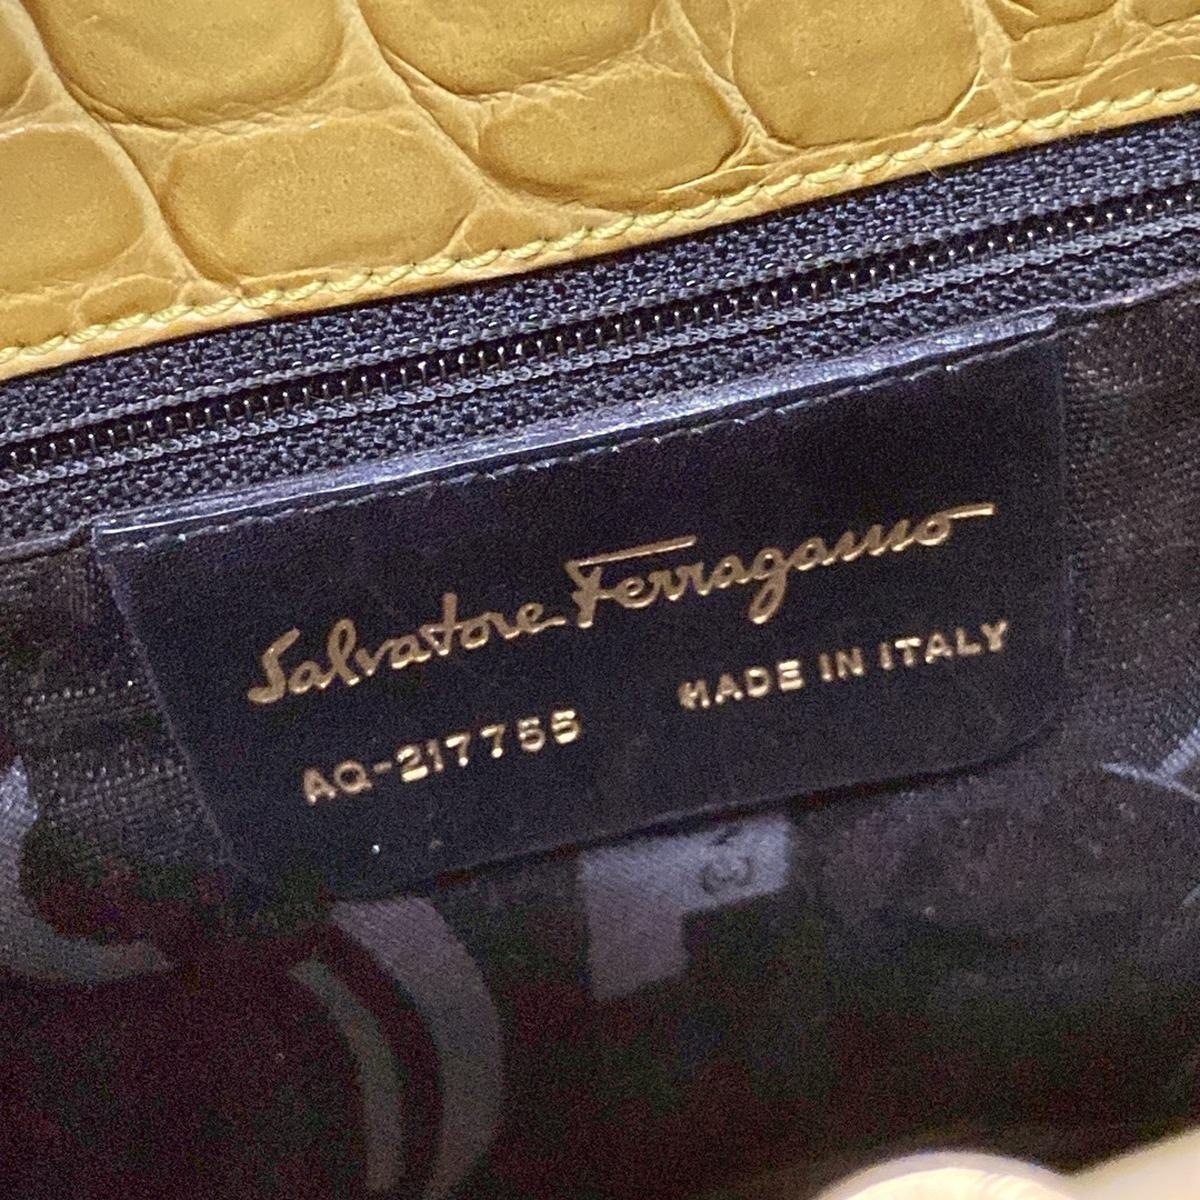 Salvatore Ferragamo
AQ-217755 MADE IN ITALY